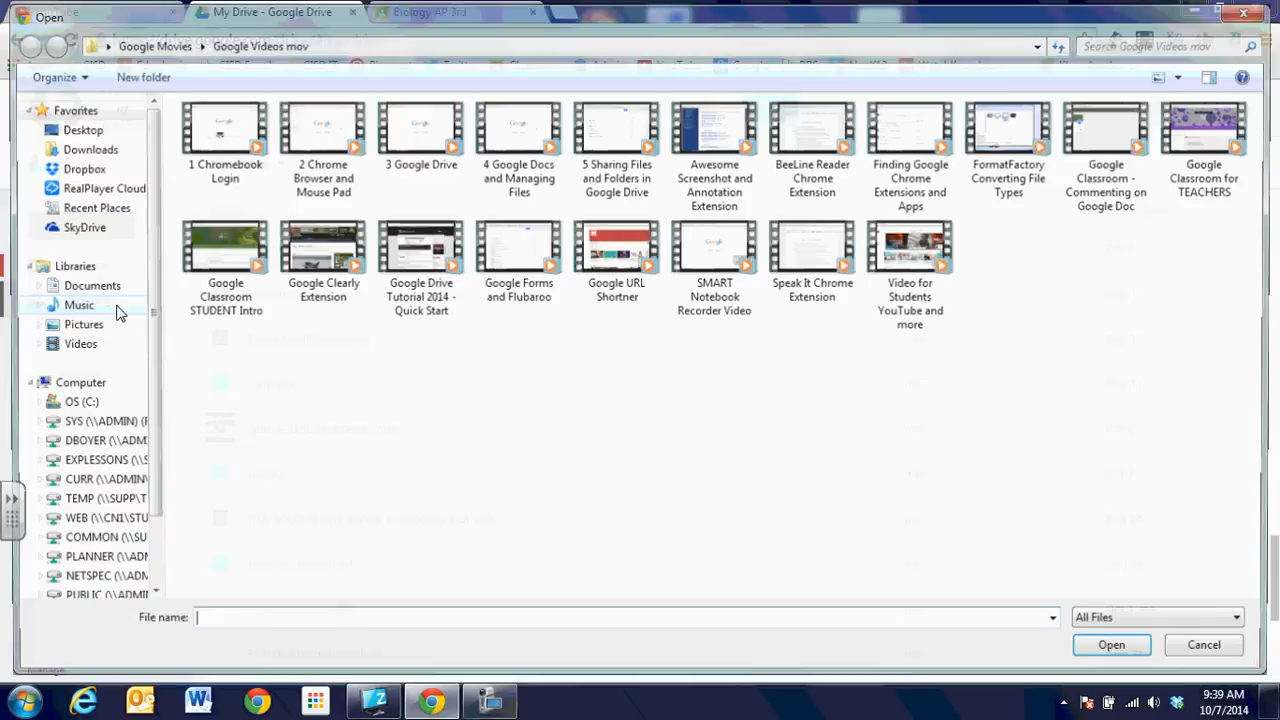 Open
My Drive - Google Drive
Biology AP 3rd
Google Movies
Google Videos mov
Search Google Videos mov
Organize
New folder
Favorites
Desktop
Downloads
Dropbox
RealPlayer Cloud
Recent Places
SkyDrive
Libraries
Documents
Music
Pictures
Videos
Computer
OS (C:)
SYS (\\ADMIN) (F
DBOYER (\\ADM
EXPLESSONS (\\S
CURR (\\ADMIN\
TEMP (\\SUPP\T
WEB (\\CN1\STU
COMMON (\\SU
PLANNER (\\ADM
NETSPEC (\\ADM
PUBLIC (\\ADMIN
1 Chromebook
Login
2 Chrome
Browser and
Mouse Pad
3 Google Drive
4 Google Docs
and Managing
Files
5 Sharing Files
and Folders in
Google Drive
Awesome
Screenshot and
Annotation
Extension
BeeLine Reader
Chrome
Extension
Finding Google
Chrome
Extensions and
Apps
FormatFactory
Converting File
Types
Google
Classroom -
Commenting on
Google Doc
Google
Classroom for
TEACHERS
Google
Classroom
STUDENT Intro
Google Clearly
Extension
Google Drive
Tutorial 2014 -
Quick Start
Google Forms
and Flubaroo
Google URL
Shortner
SMART
Notebook
Recorder Video
Speak It Chrome
Extension
Video for
Students
YouTube and
more
File name:
All Files
Open
Cancel
9:39 AM
10/7/2014